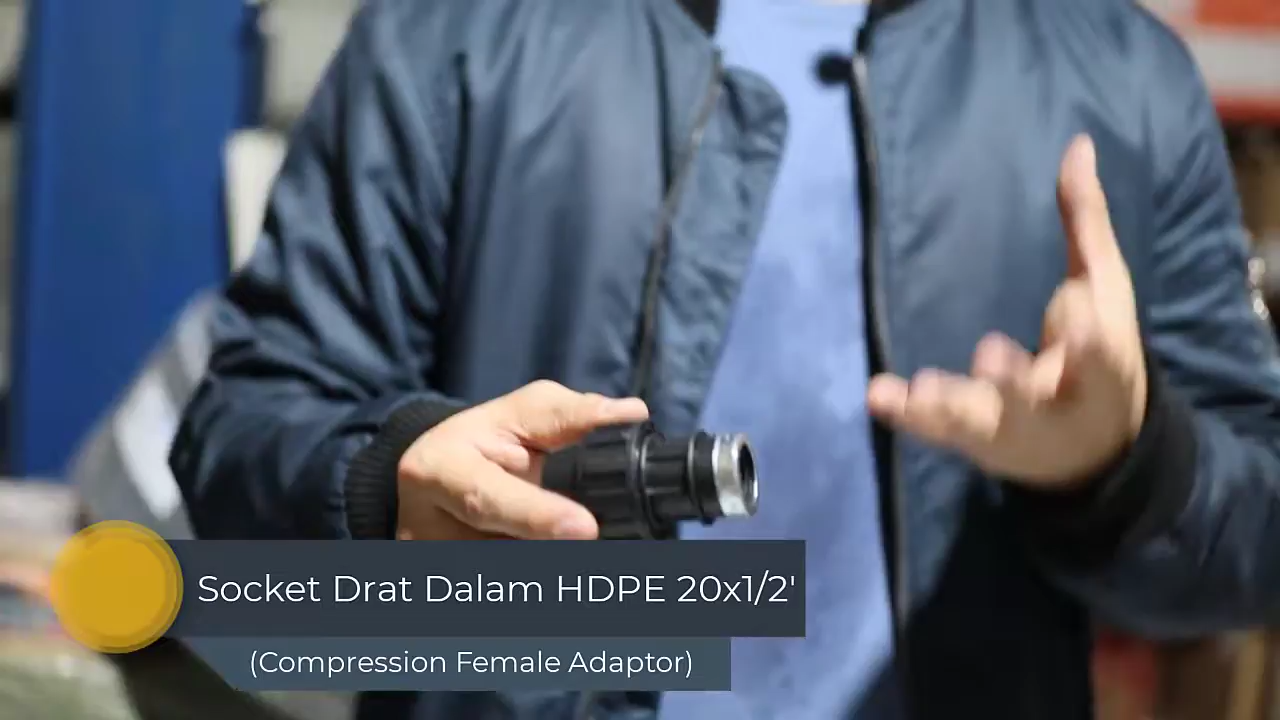 Socket Drat Dalam HDPE 20x1/2'
(Compression Female Adaptor)